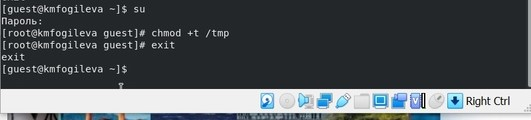 [guest@kmfogileva ~]$ su
Пароль:
[root@kmfogileva guest]# chmod +t /tmp
[root@kmfogileva guest]# exit
exit
[guest@kmfogileva ~]$
Right Ctrl